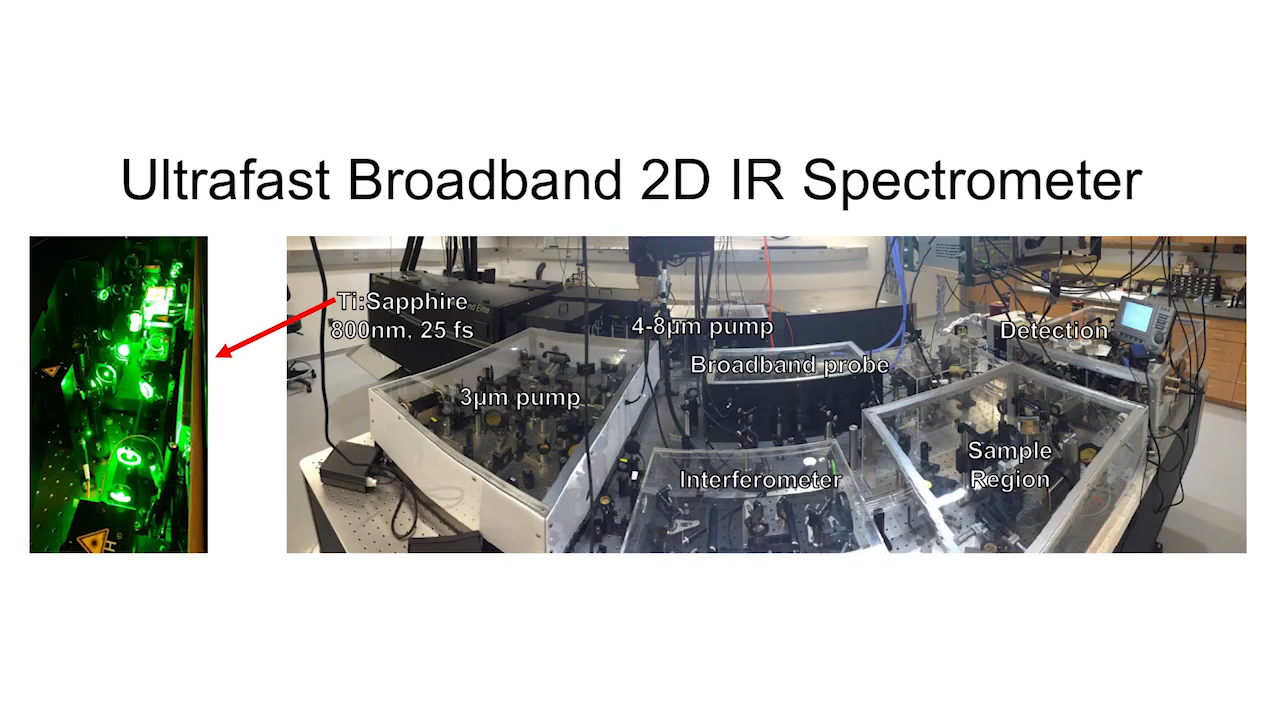 Ultrafast Broadband 2D IR Spectrometer
Ti:Sapphire
800nm, 25 fs
4-8µm pump
Broadband probe
Detection
3µm pump
Sample
Region
Interferometer